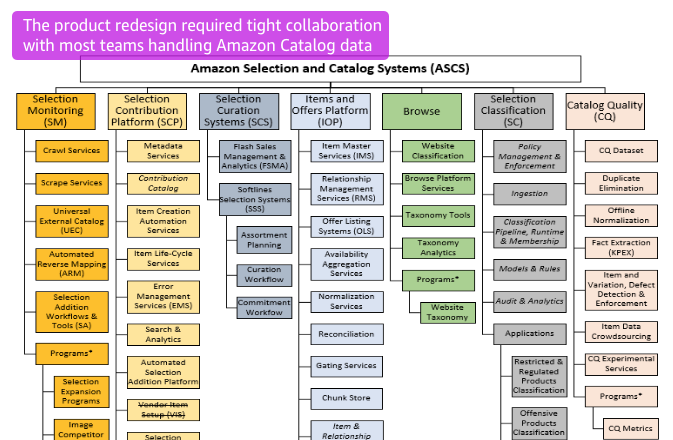 The product redesign required tight collaboration
with most teams handling Amazon Catalog data
Amazon Selection and Catalog Systems (ASCS)
Selection
Monitoring
(SM)
Crawl Services
Scrape Services
Universal
External Catalog
(UEC)
Automated
Reverse Mapping
(ARM)
Selection
Addition
Workflows &
Tools (SA)
Programs*
Selection
Expansion
Programs
Image
Competitor
Selection
Contribution
Platform (SCP)
Metadata
Services
Contribution
Catalog
Item Creation
Automation
Services
Item Life-Cycle
Services
Error
Management
Services (EMS)
Search &
Analytics
Automated
Selection
Addition Platform
Vendor Item
Setup (VIS)
Selection
Selection
Curation
Systems (SCS)
Flash Sales
Management &
Analytics (FSMA)
Softlines
Selection Systems
(SSS)
Assortment
Planning
Curation
Workflow
Commitment
Workfow
Items and
Offers Platform
(IOP)
Item Master
Services (IMS)
Relationship
Management
Services (RMS)
Offer Listing
Systems (OLS)
Availability
Aggregation
Services
Normalization
Services
Reconciliation
Gating Services
Chunk Store
Item &
Relationship
Browse
Website
Classification
Browse Platform
Services
Taxonomy Tools
Taxonomy
Analytics
Programs*
Website
Taxonomy
Selection
Classification
(SC)
Policy
Management &
Enforcement
Ingestion
Classification
Pipeline, Runtime
& Membership
Models & Rules
Audit & Analytics
Applications
Restricted &
Regulated
Products
Classification
Offensive
Products
Classification
Catalog Quality
(CQ)
CQ Dataset
Duplicate
Elimination
Offline
Normalization
Fact Extraction
(KPEX)
Item and
Variation, Defect
Detection &
Enforcement
Item Data
Crowdsourcing
CQ Experimental
Services
Programs*
CQ Metrics